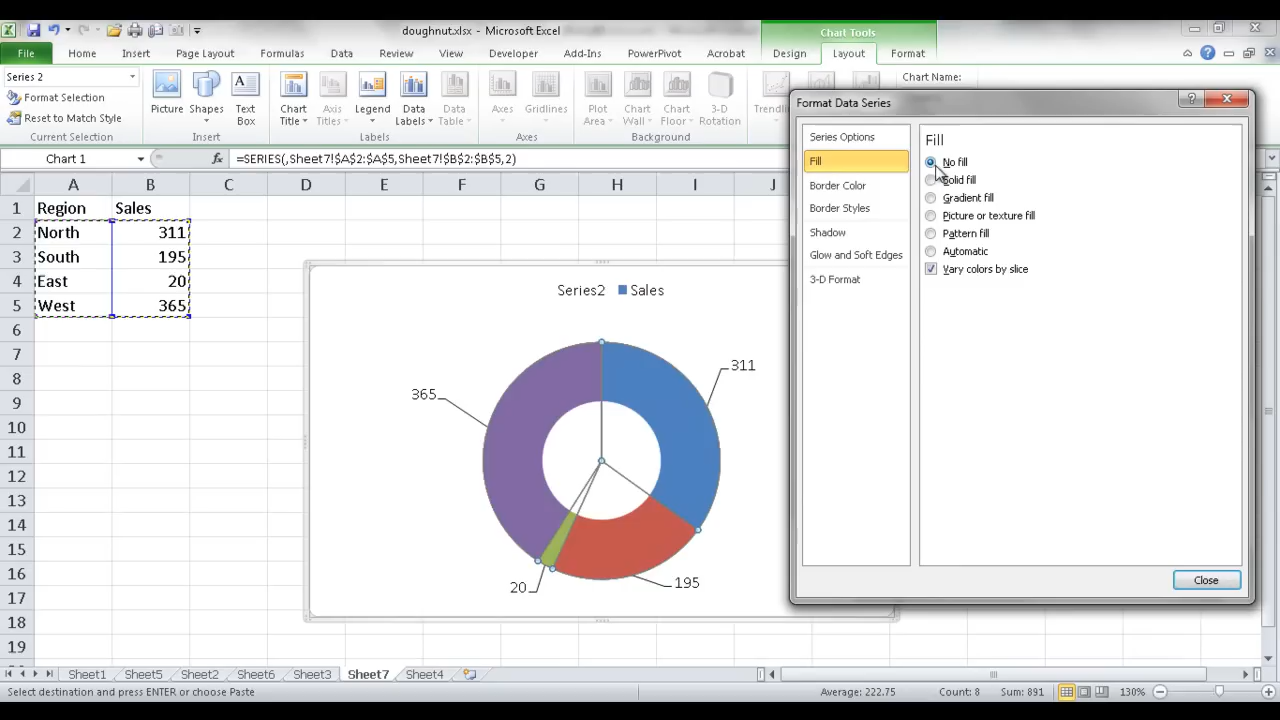 doughnut.xlsx - Microsoft Excel
Chart Tools
File Home Insert Page Layout Formulas Data Review View Developer Add-Ins PowerPivot Acrobat Design Layout Format
Series 2
Format Selection
Reset to Match Style
Current Selection
Picture Shapes Text Box
Insert
Chart Title Axis Titles Legend Data Labels Data Table
Labels
Axes Gridlines
Axes
Plot Area Chart Wall Chart Floor 3-D Rotation
Background
Trendl
Chart Name:
Chart 1
fx
=SERIES(,Sheet7!$A$2:$A$5,Sheet7!$B$2:$B$5,2)
A B C D E F G H I J
1 Region Sales
2 North 311
3 South 195
4 East 20
5 West 365
6
7
8
9
10
11
12
13
14
15
16
17
18
19
Series2 Sales
311
365
20
195
Format Data Series
Series Options
Fill
Border Color
Border Styles
Shadow
Glow and Soft Edges
3-D Format
Fill
No fill
Solid fill
Gradient fill
Picture or texture fill
Pattern fill
Automatic
Vary colors by slice
Close
Sheet1 Sheet5 Sheet2 Sheet6 Sheet3 Sheet7 Sheet4
Select destination and press ENTER or choose Paste
Average: 222.75 Count: 8 Sum: 891 130%